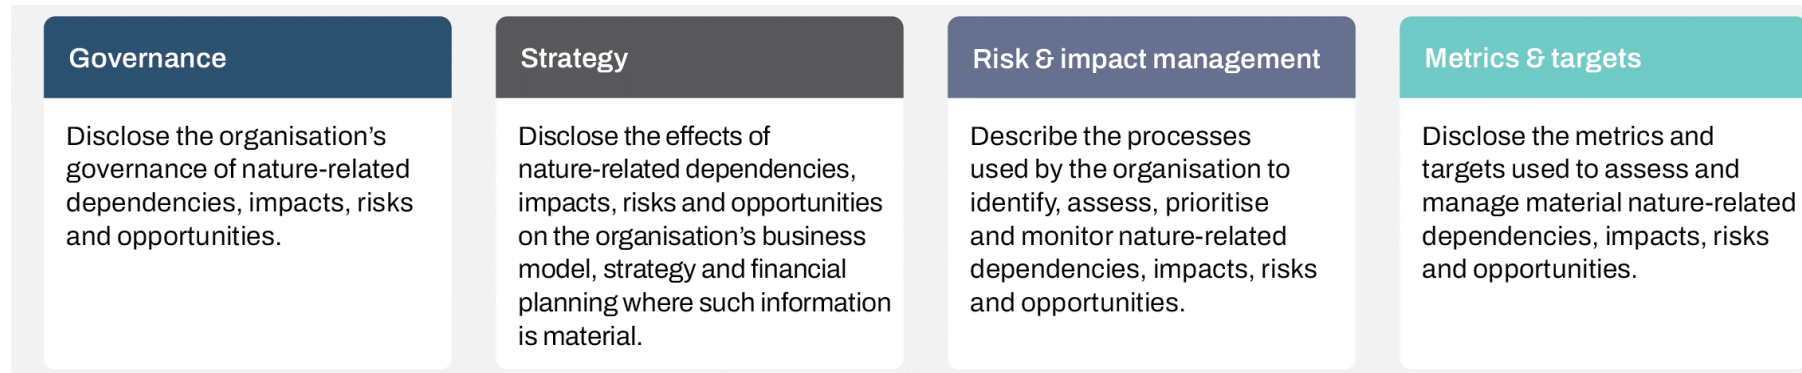 Governance
Disclose the organisation’s
governance of nature-related
dependencies, impacts, risks
and opportunities.
Strategy
Disclose the effects of
nature-related dependencies,
impacts, risks and opportunities
on the organisation’s business
model, strategy and financial
planning where such information
is material.
Risk & impact management
Describe the processes
used by the organisation to
identify, assess, prioritise
and monitor nature-related
dependencies, impacts, risks
and opportunities.
Metrics & targets
Disclose the metrics and
targets used to assess and
manage material nature-related
dependencies, impacts, risks
and opportunities.